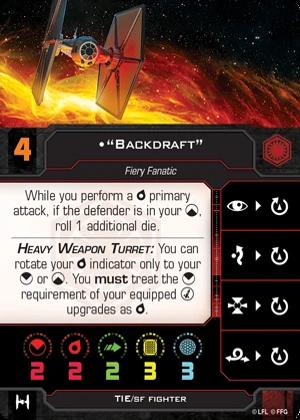 4
•"BACKDRAFT"
Fiery Fanatic
While you perform a primary
attack, if the defender is in your ,
roll 1 additional die.
HEAVY WEAPON TURRET: You can
rotate your indicator only to your
or . You must treat the
requirement of your equipped
upgrades as .
2 2 2 3 3
TIE/SF FIGHTER
©LFL ©FFG